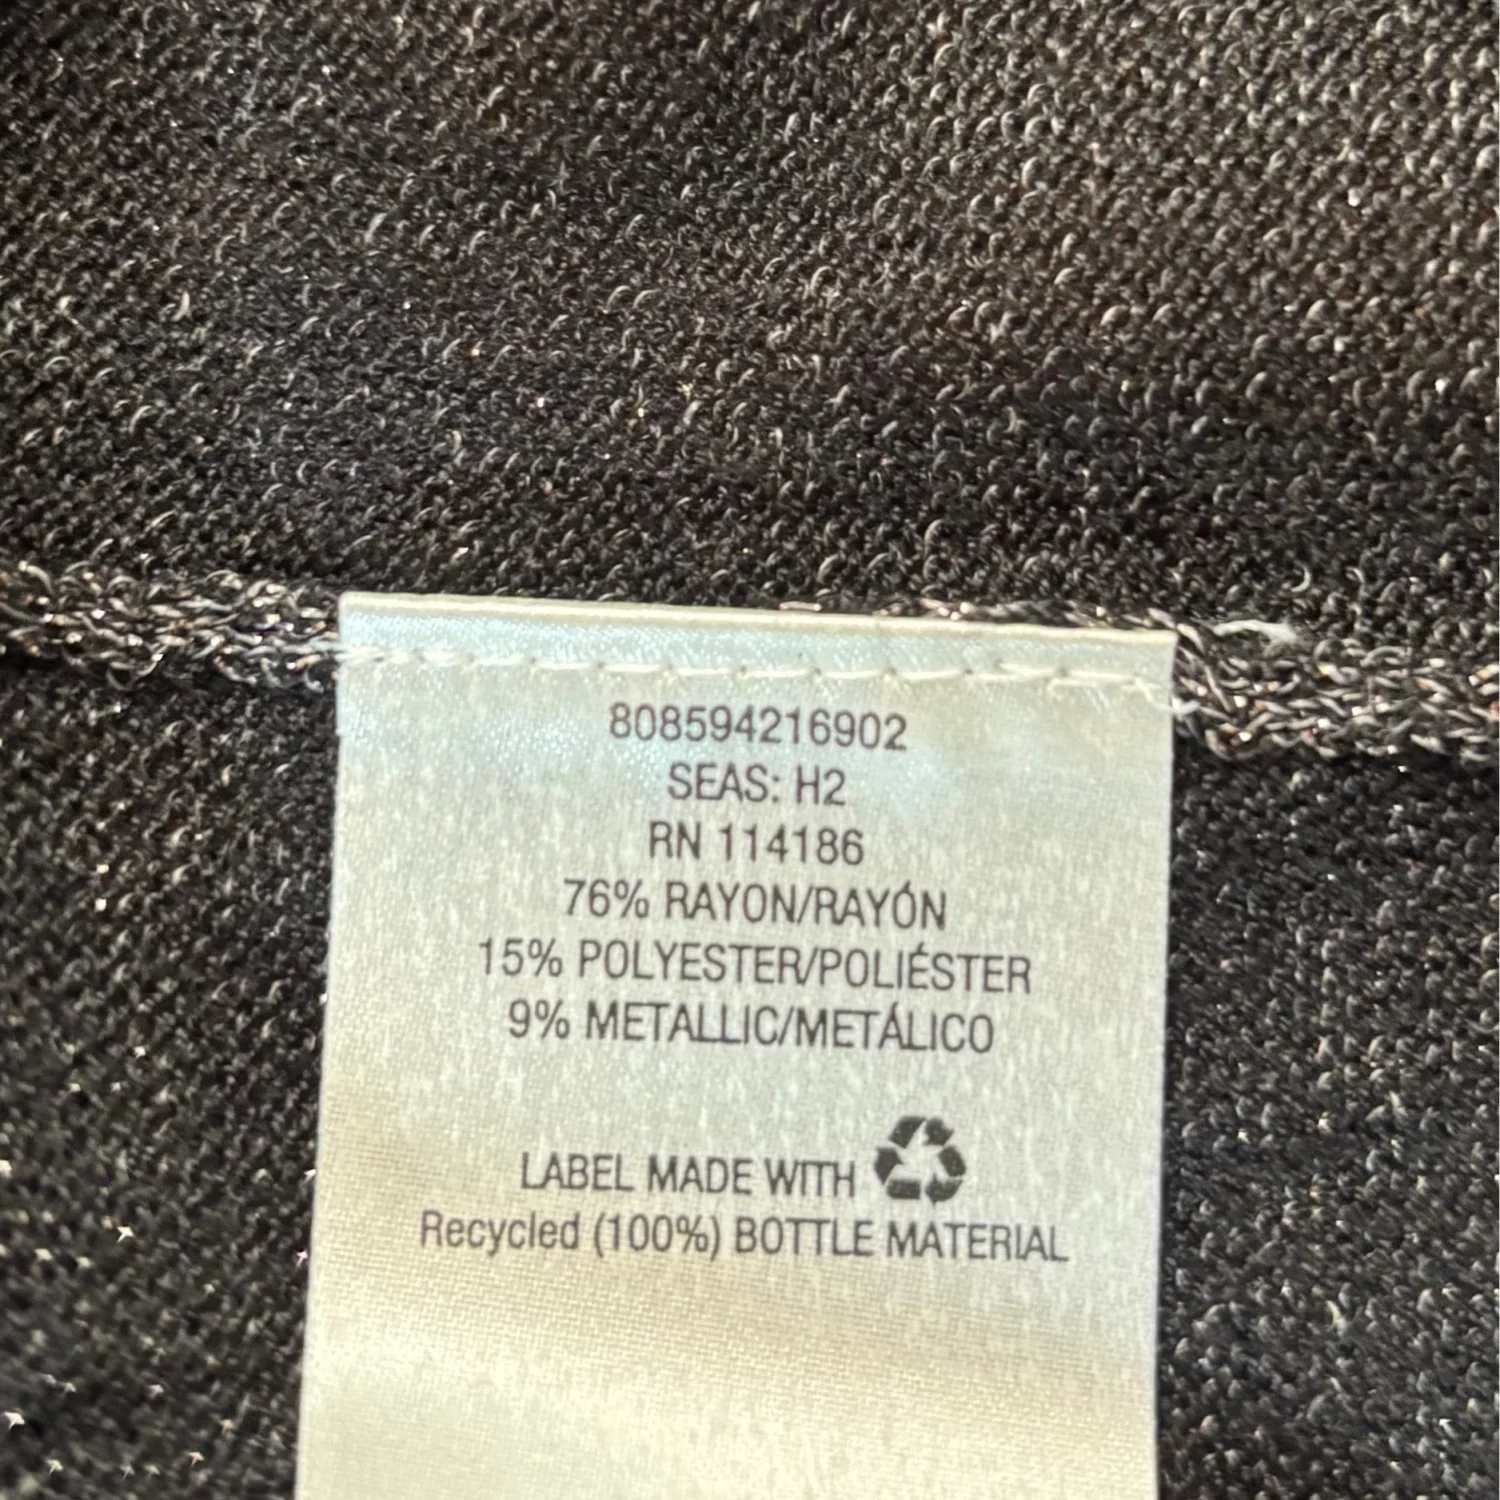 808594216902
SEAS: H2
RN 114186
76% RAYON/RAYÓN
15% POLYESTER/POLIÉSTER
9% METALLIC/METÁLICO
LABEL MADE WITH
Recycled (100%) BOTTLE MATERIAL